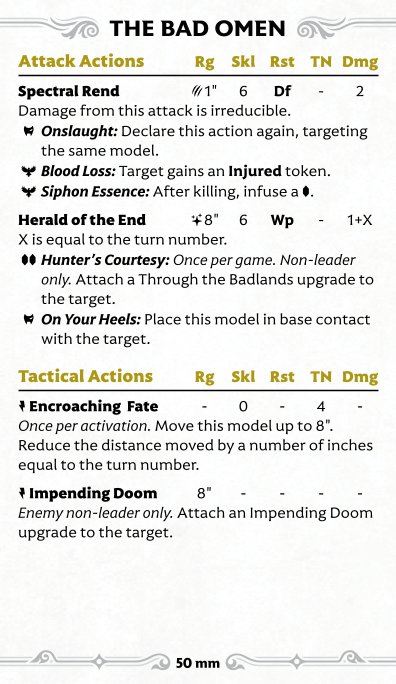 THE BAD OMEN
Attack Actions Rg Skl Rst TN Dmg
Spectral Rend 1" 6 Df - 2
Damage from this attack is irreducible.
Onslaught: Declare this action again, targeting
the same model.
Blood Loss: Target gains an Injured token.
Siphon Essence: After killing, infuse a .
Herald of the End 8" 6 Wp - 1+X
X is equal to the turn number.
Hunter's Courtesy: Once per game. Non-leader
only. Attach a Through the Badlands upgrade to
the target.
On Your Heels: Place this model in base contact
with the target.
Tactical Actions Rg Skl Rst TN Dmg
Encroaching Fate - 0 - 4 -
Once per activation. Move this model up to 8".
Reduce the distance moved by a number of inches
equal to the turn number.
Impending Doom 8" - - - -
Enemy non-leader only. Attach an Impending Doom
upgrade to the target.
50 mm